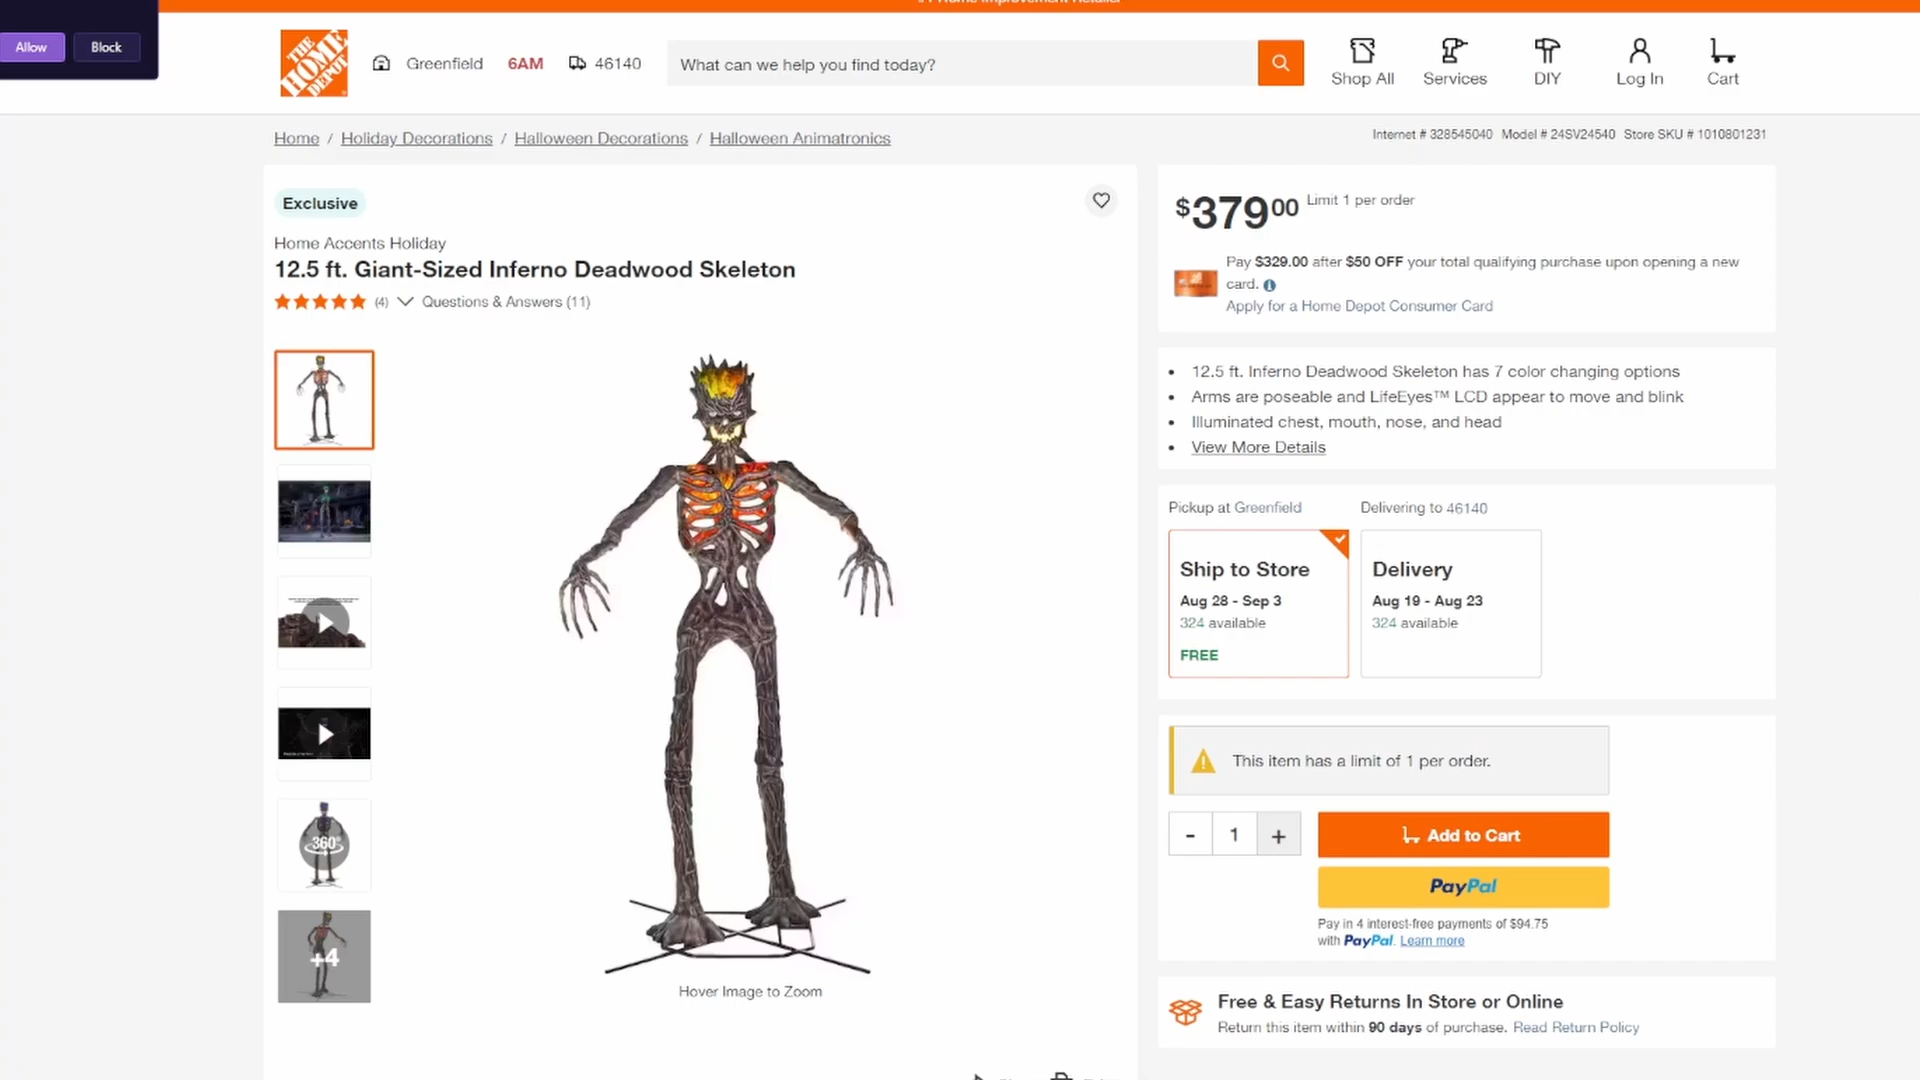 #1 Home Improvement Retailer
Allow
Block
THE HOME DEPOT
Greenfield
6AM
46140
What can we help you find today?
Shop All
Services
DIY
Log In
Cart
Home / Holiday Decorations / Halloween Decorations / Halloween Animatronics
Internet # 328545040 Model # 24SV24540 Store SKU # 1010801231
Exclusive
Home Accents Holiday
12.5 ft. Giant-Sized Inferno Deadwood Skeleton
(4)
Questions & Answers (11)
360°
+4
Hover Image to Zoom
$379 00 Limit 1 per order
Pay $329.00 after $50 OFF your total qualifying purchase upon opening a new
card.
Apply for a Home Depot Consumer Card
• 12.5 ft. Inferno Deadwood Skeleton has 7 color changing options
• Arms are poseable and LifeEyes™ LCD appear to move and blink
• Illuminated chest, mouth, nose, and head
• View More Details
Pickup at Greenfield
Delivering to 46140
Ship to Store
Aug 28 - Sep 3
324 available
FREE
Delivery
Aug 19 - Aug 23
324 available
This item has a limit of 1 per order.
- 1 +
Add to Cart
PayPal
Pay in 4 interest-free payments of $94.75
with PayPal. Learn more
Free & Easy Returns In Store or Online
Return this item within 90 days of purchase. Read Return Policy